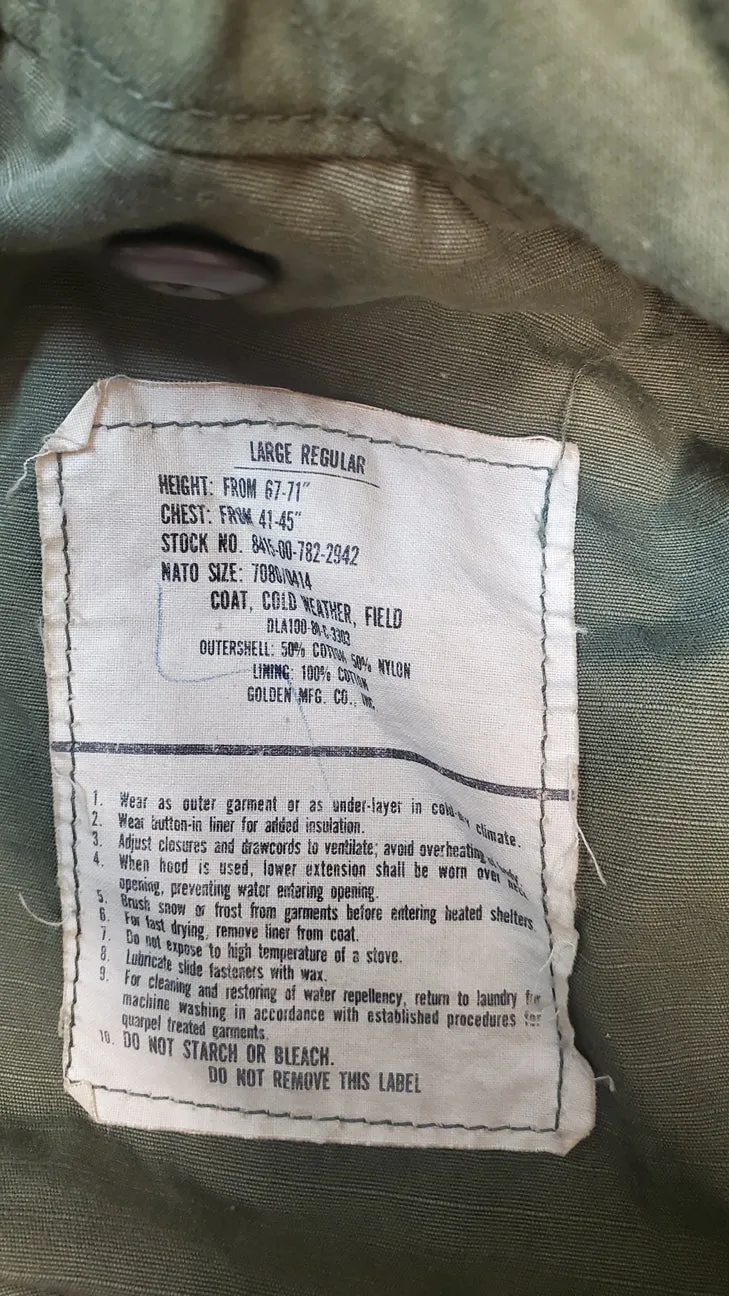 LARGE REGULAR
HEIGHT: FROM 67-71"
CHEST: FROM 41-45"
STOCK NO. 8415-00-782-2942
NATO SIZE: 7080/0414
COAT, COLD WEATHER, FIELD
OUTERSHELL: 50% COTTON 50% NYLON
LINING: 100% COTTON
GOLDEN MFG. CO., INC.
1. Wear as outer garment or as under-layer in cold-dry climate.
2. Wear button-in liner for added insulation.
3. Adjust closures and drawcords to ventilate; avoid overheating
4. When hood is used, lower extension shall be worn over neck
opening, preventing water entering opening.
5. Brush snow or frost from garments before entering heated shelters.
6. For fast drying, remove liner from coat.
7. Do not expose to high temperature of a stove.
8. Lubricate slide fasteners with wax.
9. For cleaning and restoring of water repellency, return to laundry for
machine washing in accordance with established procedures for
quarpel treated garments.
10. DO NOT STARCH OR BLEACH.
DO NOT REMOVE THIS LABEL